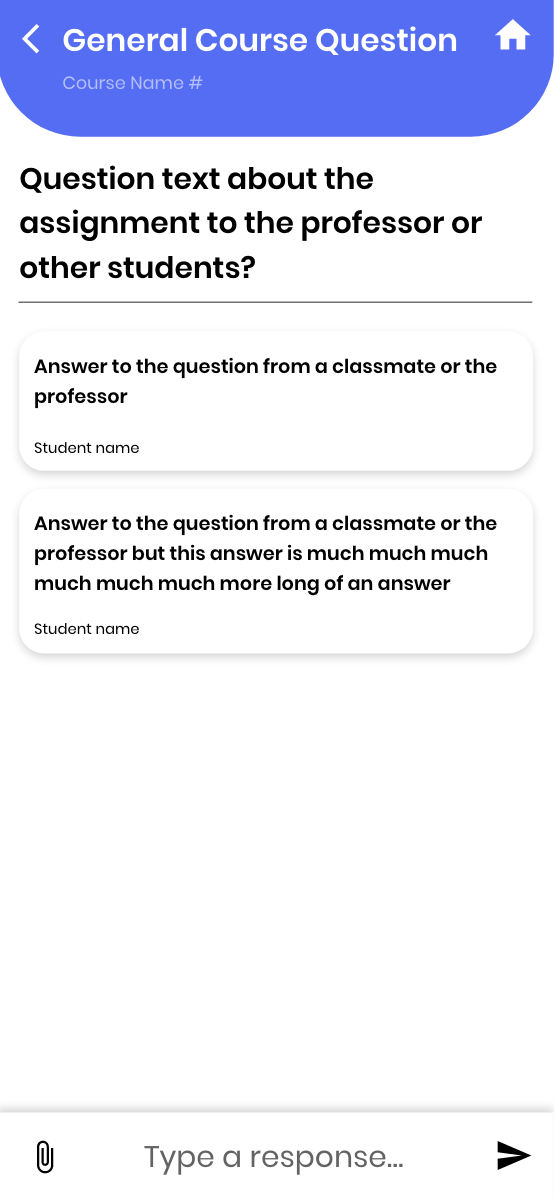 General Course Question
Course Name #
Question text about the
assignment to the professor or
other students?
Answer to the question from a classmate or the
professor
Student name
Answer to the question from a classmate or the
professor but this answer is much much much
much much much more long of an answer
Student name
Type a response...